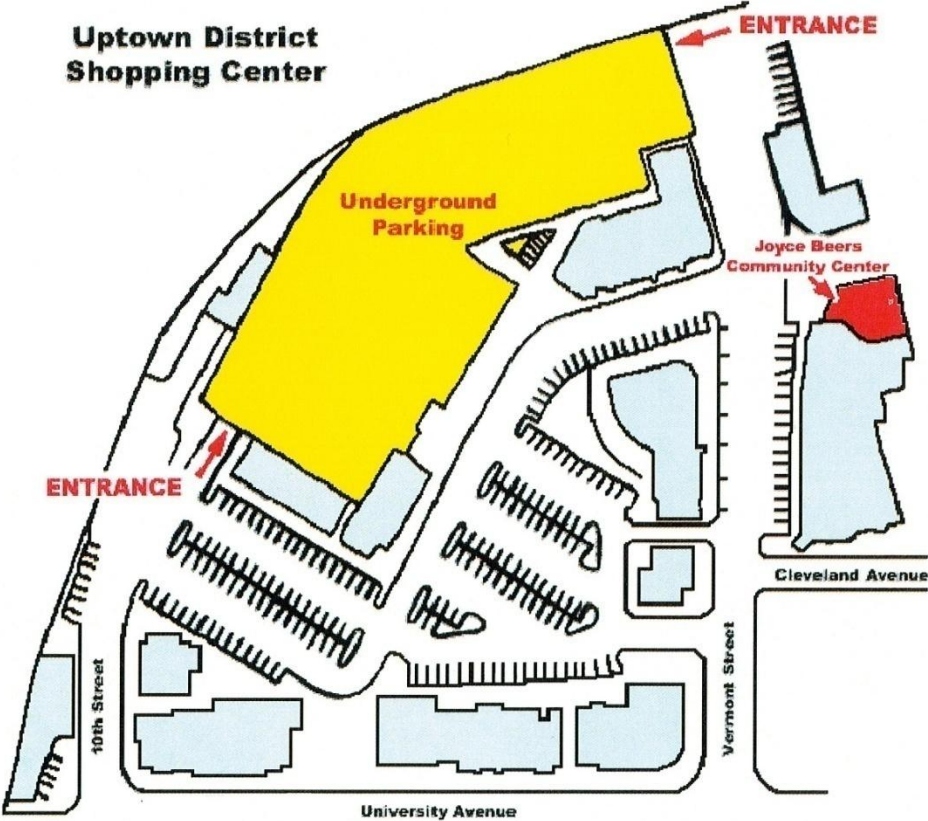 Uptown District
Shopping Center
ENTRANCE
Underground
Parking
Joyce Beers
Community Center
ENTRANCE
Cleveland Avenue
10th Street
Vermont Street
University Avenue